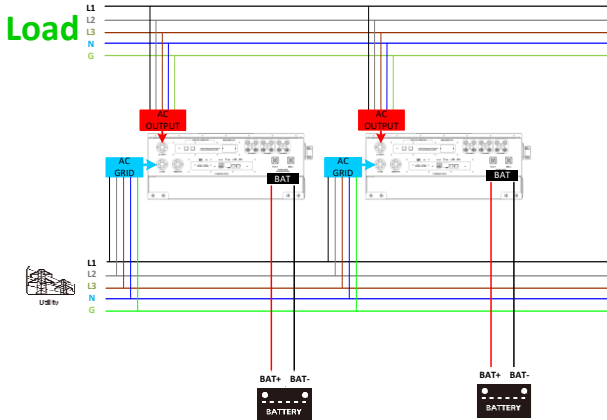 L1
L2
Load
L3
N
G
AC
OUTPUT
AC
OUTPUT
AC
GRID
AC
GRID
BAT
BAT
L1
L2
L3
N
G
Utility
BAT+ BAT-
BAT+ BAT-
BATTERY
BATTERY